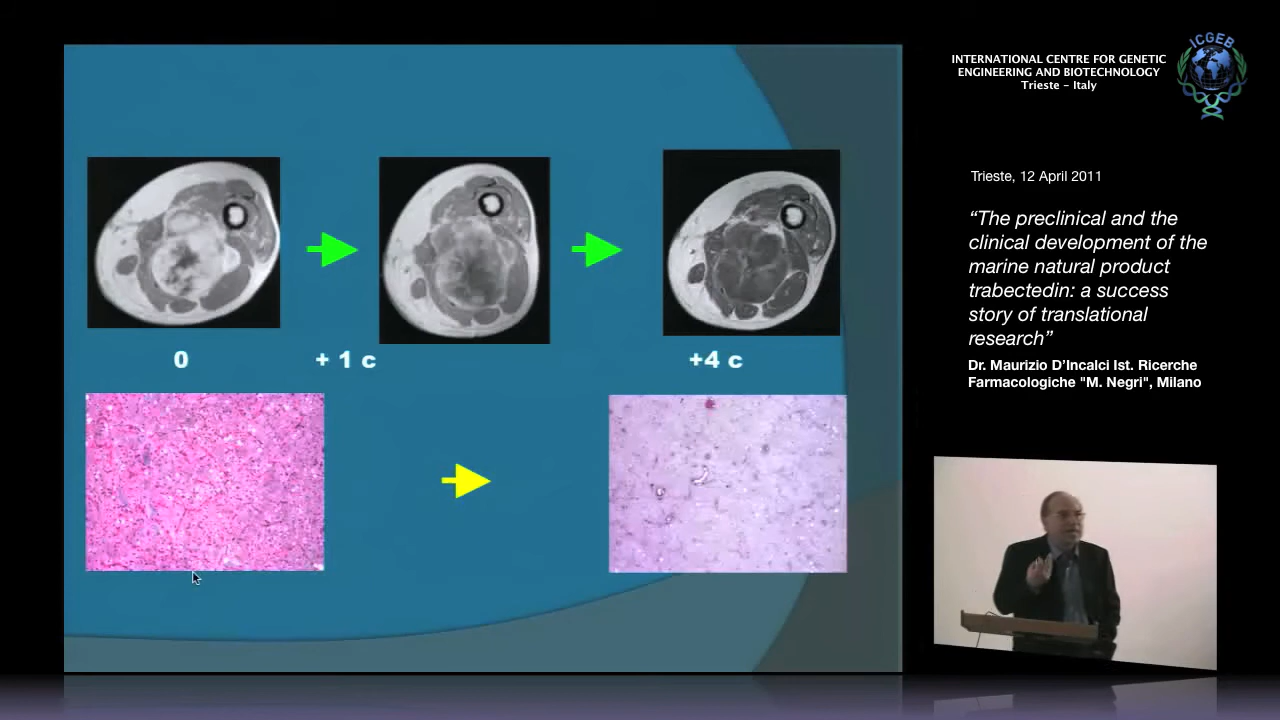 ICGEB
INTERNATIONAL CENTRE FOR GENETIC
ENGINEERING AND BIOTECHNOLOGY
Trieste - Italy
Trieste, 12 April 2011
“The preclinical and the
clinical development of the
marine natural product
trabectedin: a success
story of translational
research”
Dr. Maurizio D’Incalci Ist. Ricerche
Farmacologiche "M. Negri", Milano
0
+ 1 c
+4 c